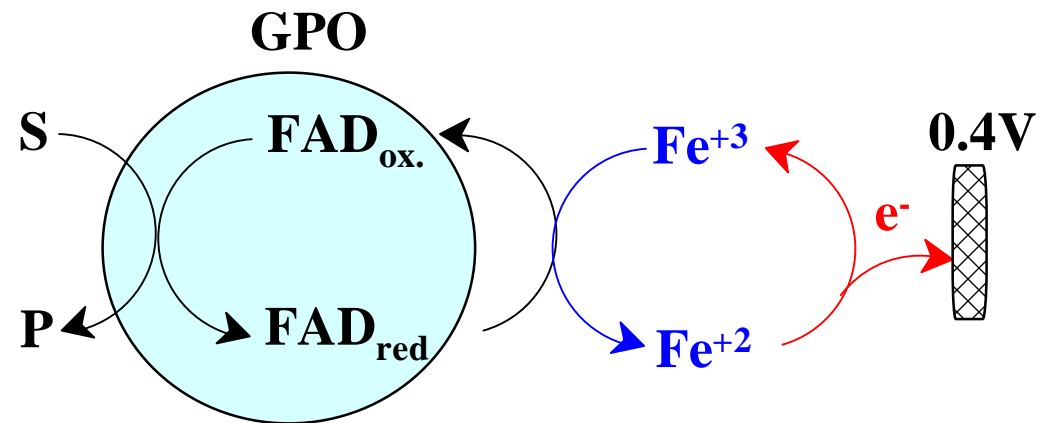 GPO
S
FADox.
Fe+3
0.4V
e-
P
FADred
Fe+2